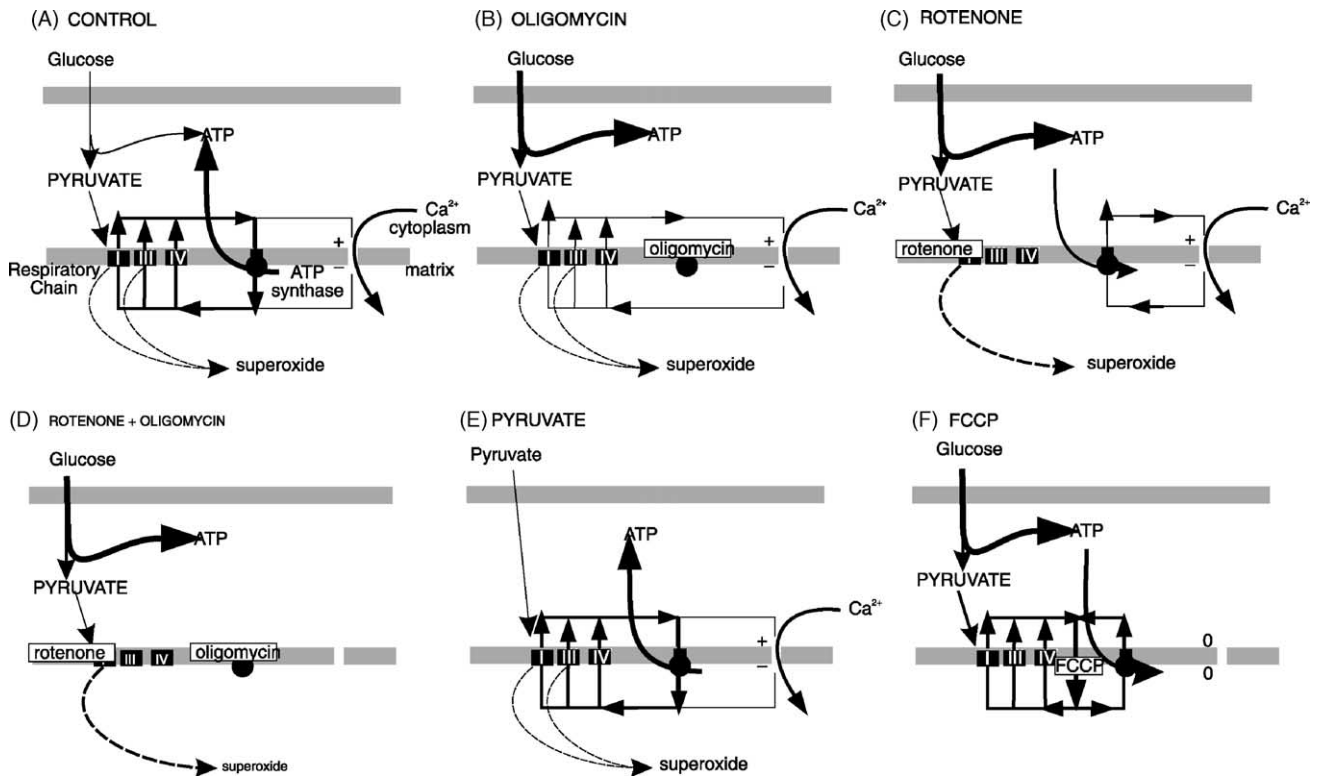 (A) CONTROL
Glucose
ATP
PYRUVATE
Ca2+
cytoplasm
+
I III IV
–
Respiratory
Chain
ATP
synthase
matrix
superoxide
(B) OLIGOMYCIN
Glucose
ATP
PYRUVATE
Ca2+
oligomycin
+
I III IV
–
superoxide
(C) ROTENONE
Glucose
ATP
PYRUVATE
Ca2+
rotenone
I III IV
+
–
superoxide
(D) ROTENONE + OLIGOMYCIN
Glucose
ATP
PYRUVATE
rotenone
I III IV
oligomycin
superoxide
(E) PYRUVATE
Pyruvate
ATP
Ca2+
+
I III IV
–
superoxide
(F) FCCP
Glucose
ATP
PYRUVATE
0
I III IV
FCCP
0